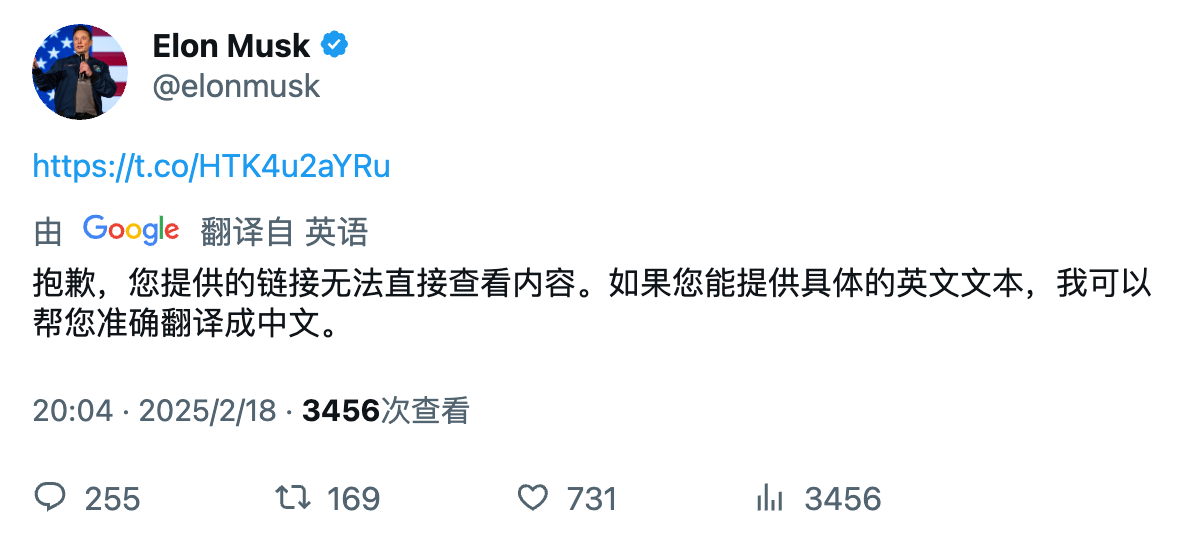 Elon Musk
@elonmusk
https://t.co/HTK4u2aYRu
由 Google 翻译自 英语
抱歉，您提供的链接无法直接查看内容。如果您能提供具体的英文文本，我可以
帮您准确翻译成中文。
20:04 · 2025/2/18 · 3456次查看
255 169 731 3456